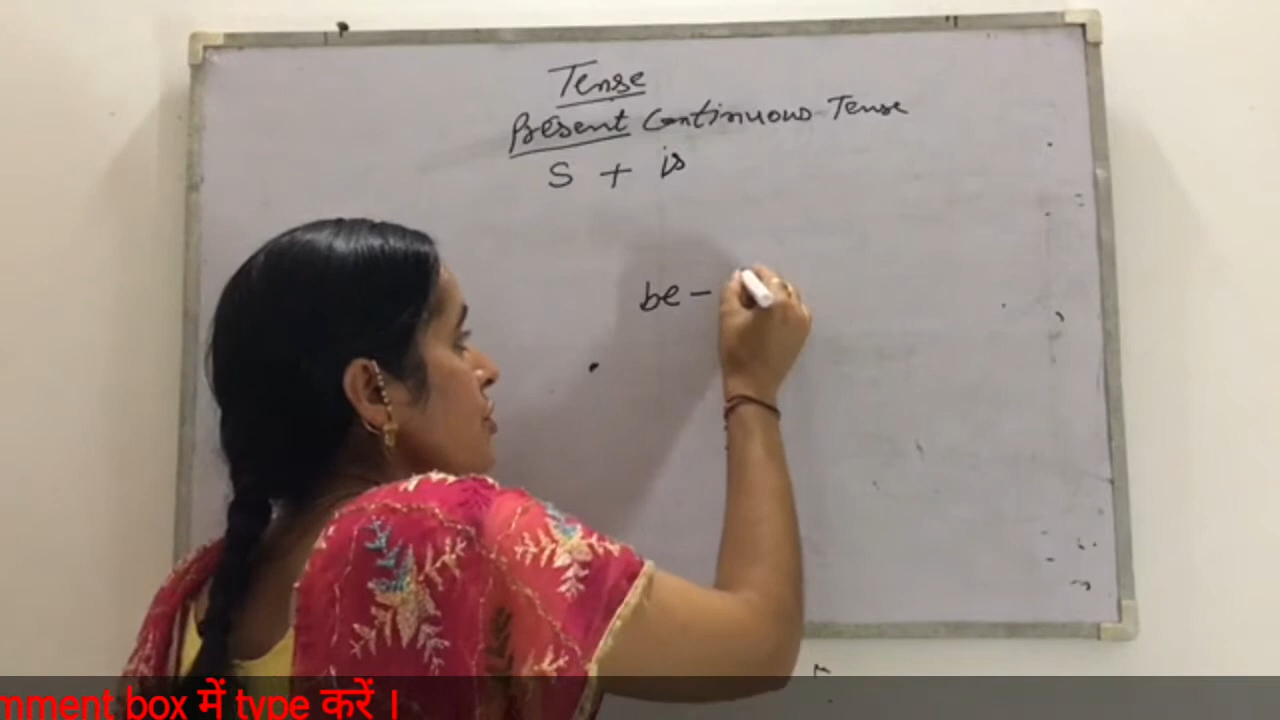 Tense
Present Continuous Tense
S + is
be -
mment box में type करें ।